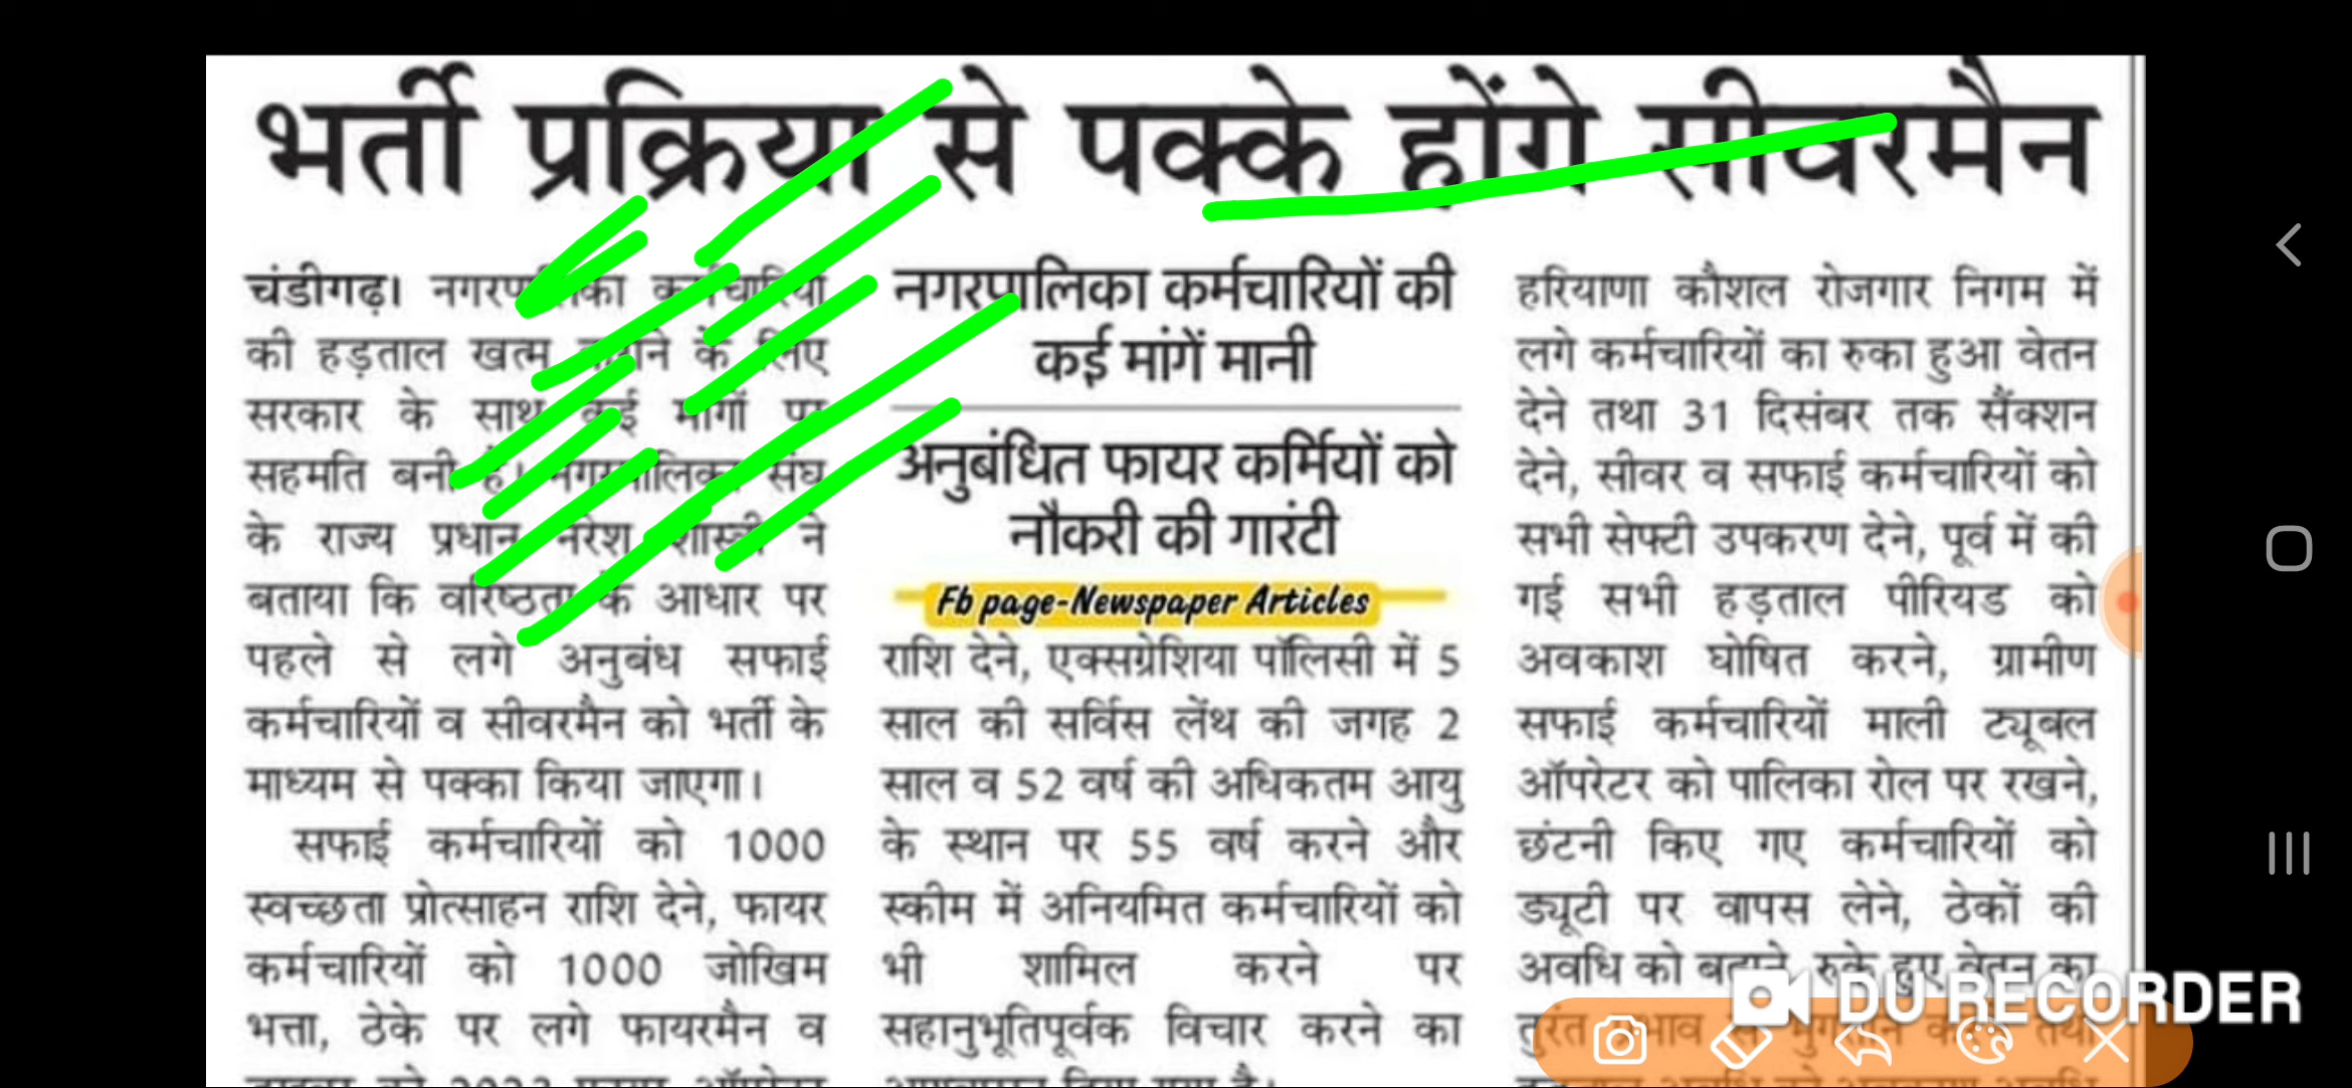 भर्ती प्रक्रिया से पक्के होंगे सीवरमैन
चंडीगढ़। नगरपालिका कर्मचारियों
की हड़ताल खत्म के लिए
सरकार के साथ कई मांगों पर
सहमति बनी है। नगरपालिका संघ
के राज्य प्रधान नरेश शास्त्री ने
बताया कि वरिष्ठता के आधार पर
पहले से लगे अनुबंध सफाई
कर्मचारियों व सीवरमैन को भर्ती के
माध्यम से पक्का किया जाएगा।
सफाई कर्मचारियों को 1000
स्वच्छता प्रोत्साहन राशि देने, फायर
कर्मचारियों को 1000 जोखिम
भत्ता, ठेके पर लगे फायरमैन व
नगरपालिका कर्मचारियों की
कई मांगें मानी
अनुबंधित फायर कर्मियों को
नौकरी की गारंटी
Fb page-Newspaper Articles
राशि देने, एक्सग्रेशिया पॉलिसी में 5
साल की सर्विस लेंथ की जगह 2
साल व 52 वर्ष की अधिकतम आयु
के स्थान पर 55 वर्ष करने और
स्कीम में अनियमित कर्मचारियों को
भी शामिल करने पर
सहानुभूतिपूर्वक विचार करने का
हरियाणा कौशल रोजगार निगम में
लगे कर्मचारियों का रुका हुआ वेतन
देने तथा 31 दिसंबर तक सैंक्शन
देने, सीवर व सफाई कर्मचारियों को
सभी सेफ्टी उपकरण देने, पूर्व में की
गई सभी हड़ताल पीरियड को
अवकाश घोषित करने, ग्रामीण
सफाई कर्मचारियों माली ट्यूबल
ऑपरेटर को पालिका रोल पर रखने,
छंटनी किए गए कर्मचारियों को
ड्यूटी पर वापस लेने, ठेकों की
अवधि को बढ़ाने, रुके हुए वेतन का
तुरंत प्रभाव से तथा
DU RECORDER